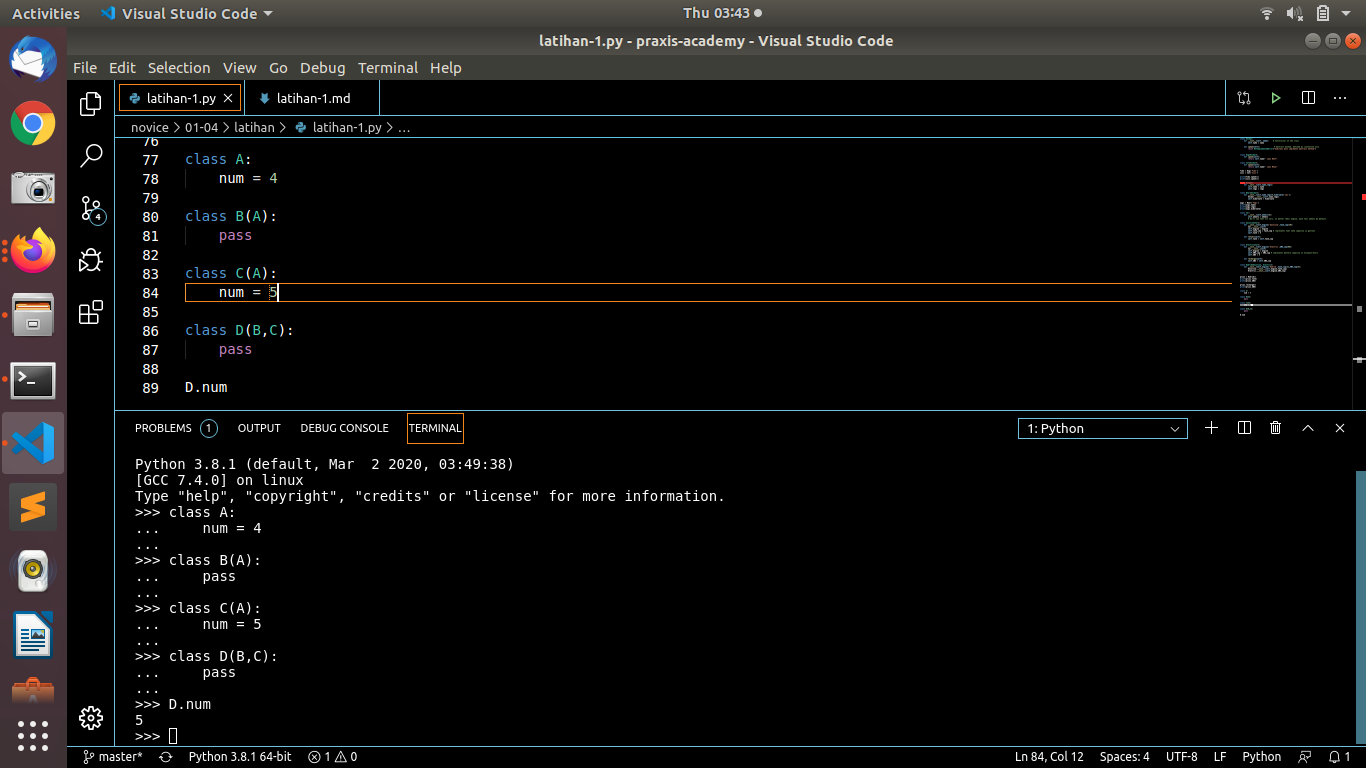 Activities Visual Studio Code Thu 03:43
latihan-1.py - praxis-academy - Visual Studio Code
File Edit Selection View Go Debug Terminal Help
latihan-1.py latihan-1.md
novice > 01-04 > latihan > latihan-1.py > ...
76
77 class A:
78     num = 4
79
80 class B(A):
81     pass
82
83 class C(A):
84     num = 5
85
86 class D(B,C):
87     pass
88
89 D.num
4
PROBLEMS 1 OUTPUT DEBUG CONSOLE TERMINAL 1: Python
Python 3.8.1 (default, Mar  2 2020, 03:49:38)
[GCC 7.4.0] on linux
Type "help", "copyright", "credits" or "license" for more information.
>>> class A:
...     num = 4
...
>>> class B(A):
...     pass
...
>>> class C(A):
...     num = 5
...
>>> class D(B,C):
...     pass
...
>>> D.num
5
>>>
master* Python 3.8.1 64-bit 1 0 Ln 84, Col 12 Spaces: 4 UTF-8 LF Python 1